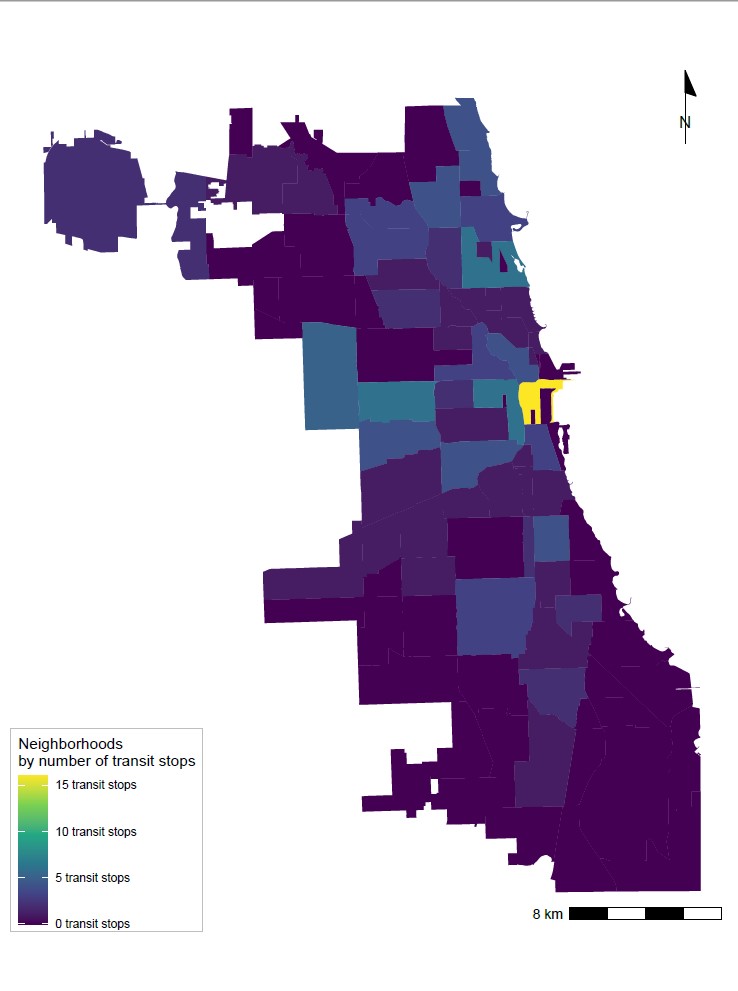 N
Neighborhoods
by number of transit stops
15 transit stops
10 transit stops
5 transit stops
0 transit stops
8 km